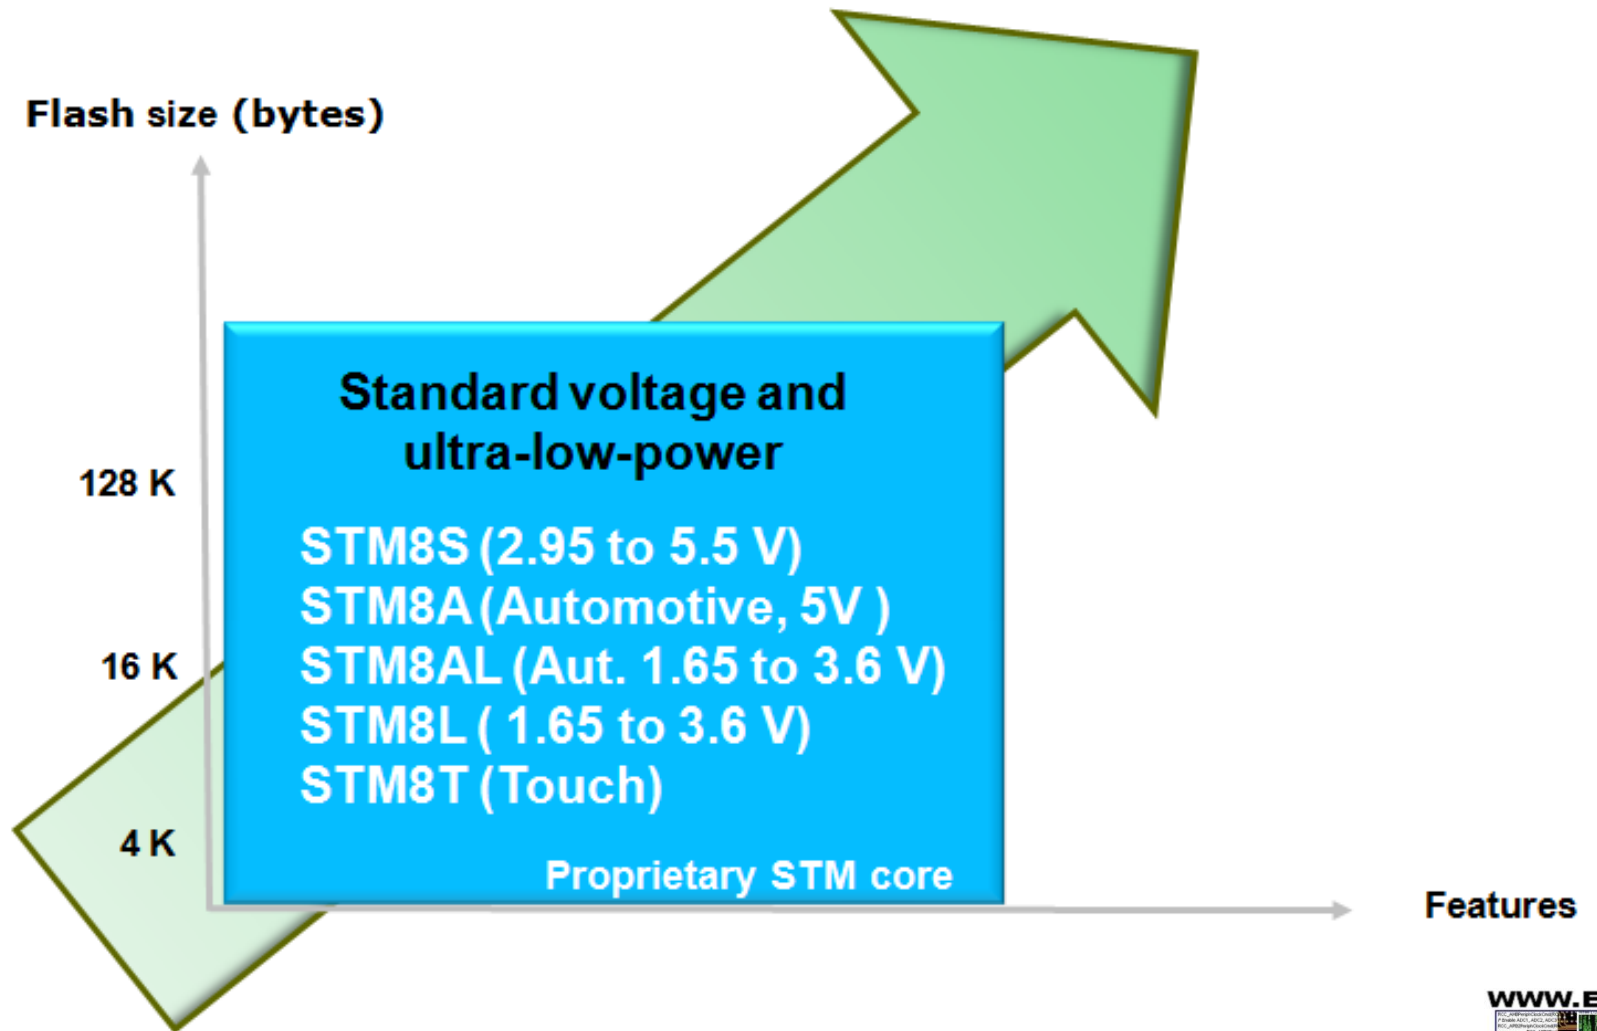 Flash size (bytes)
Standard voltage and
ultra-low-power
128 K
STM8S (2.95 to 5.5 V)
STM8A (Automotive, 5V )
16 K
STM8AL (Aut. 1.65 to 3.6 V)
STM8L ( 1.65 to 3.6 V)
STM8T (Touch)
4 K
Proprietary STM core
Features
WWW.E